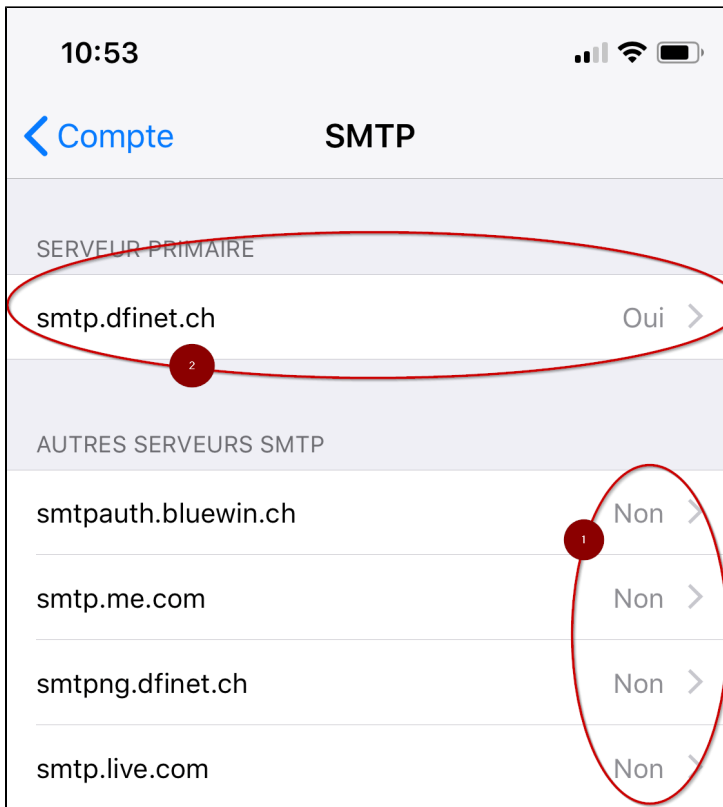 10:53
Compte SMTP
SERVEUR PRIMAIRE
smtp.dfinet.ch Oui
2
AUTRES SERVEURS SMTP
smtpauth.bluewin.ch Non
1
smtp.me.com Non
smtpng.dfinet.ch Non
smtp.live.com Non